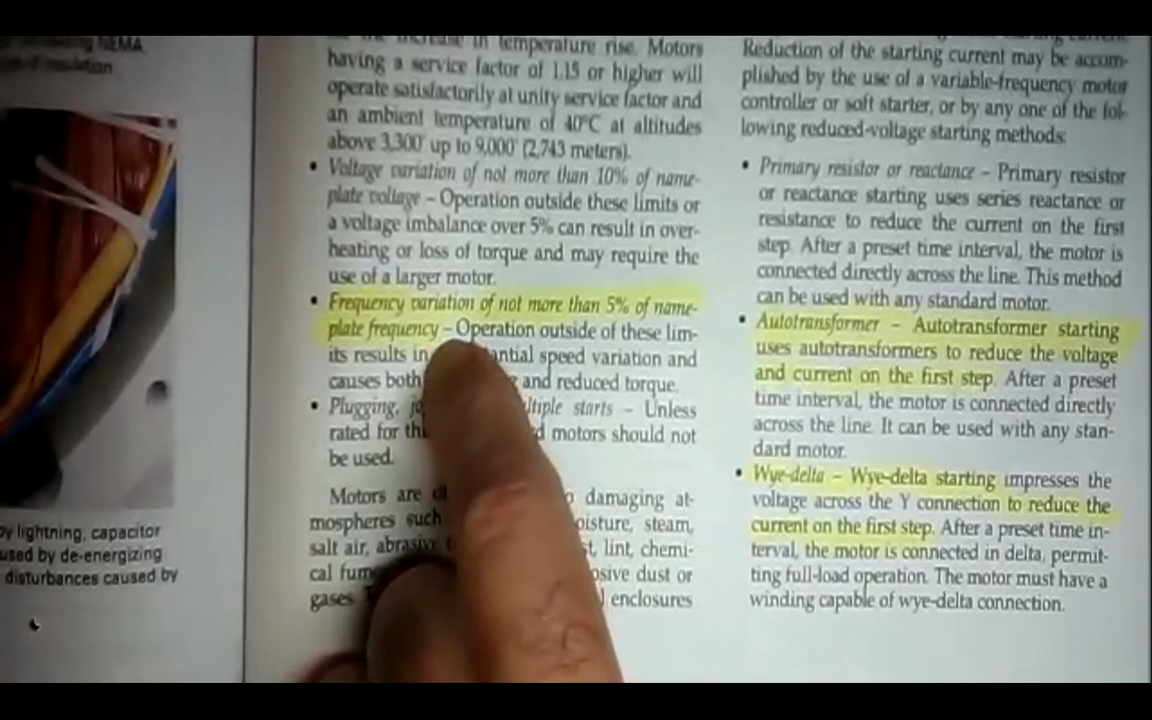 NEMA
by lightning, capacitor
used by de-energizing
disturbances caused by
increase in temperature rise. Motors
having a service factor of 1.15 or higher will
operate satisfactorily at unity service factor and
an ambient temperature of 40°C at altitudes
above 3,300' up to 9,000' (2,743 meters).
• Voltage variation of not more than 10% of name-
plate voltage – Operation outside these limits or
a voltage imbalance over 5% can result in over-
heating or loss of torque and may require the
use of a larger motor.
• Frequency variation of not more than 5% of name-
plate frequency – Operation outside of these lim-
its results in speed variation and
causes both and reduced torque.
• Plugging, starts – Unless
rated for motors should not
be used.
Motors are damaging at-
mospheres such moisture, steam,
salt air, abrasive lint, chemi-
cal dust or
gases. enclosures
Reduction of the starting current may be accom-
plished by the use of a variable-frequency motor
controller or soft starter, or by any one of the fol-
lowing reduced-voltage starting methods:
• Primary resistor or reactance – Primary resistor
or reactance starting uses series reactance or
resistance to reduce the current on the first
step. After a preset time interval, the motor is
connected directly across the line. This method
can be used with any standard motor.
• Autotransformer – Autotransformer starting
uses autotransformers to reduce the voltage
and current on the first step. After a preset
time interval, the motor is connected directly
across the line. It can be used with any stan-
dard motor.
• Wye-delta – Wye-delta starting impresses the
voltage across the Y connection to reduce the
current on the first step. After a preset time in-
terval, the motor is connected in delta, permit-
ting full-load operation. The motor must have a
winding capable of wye-delta connection.